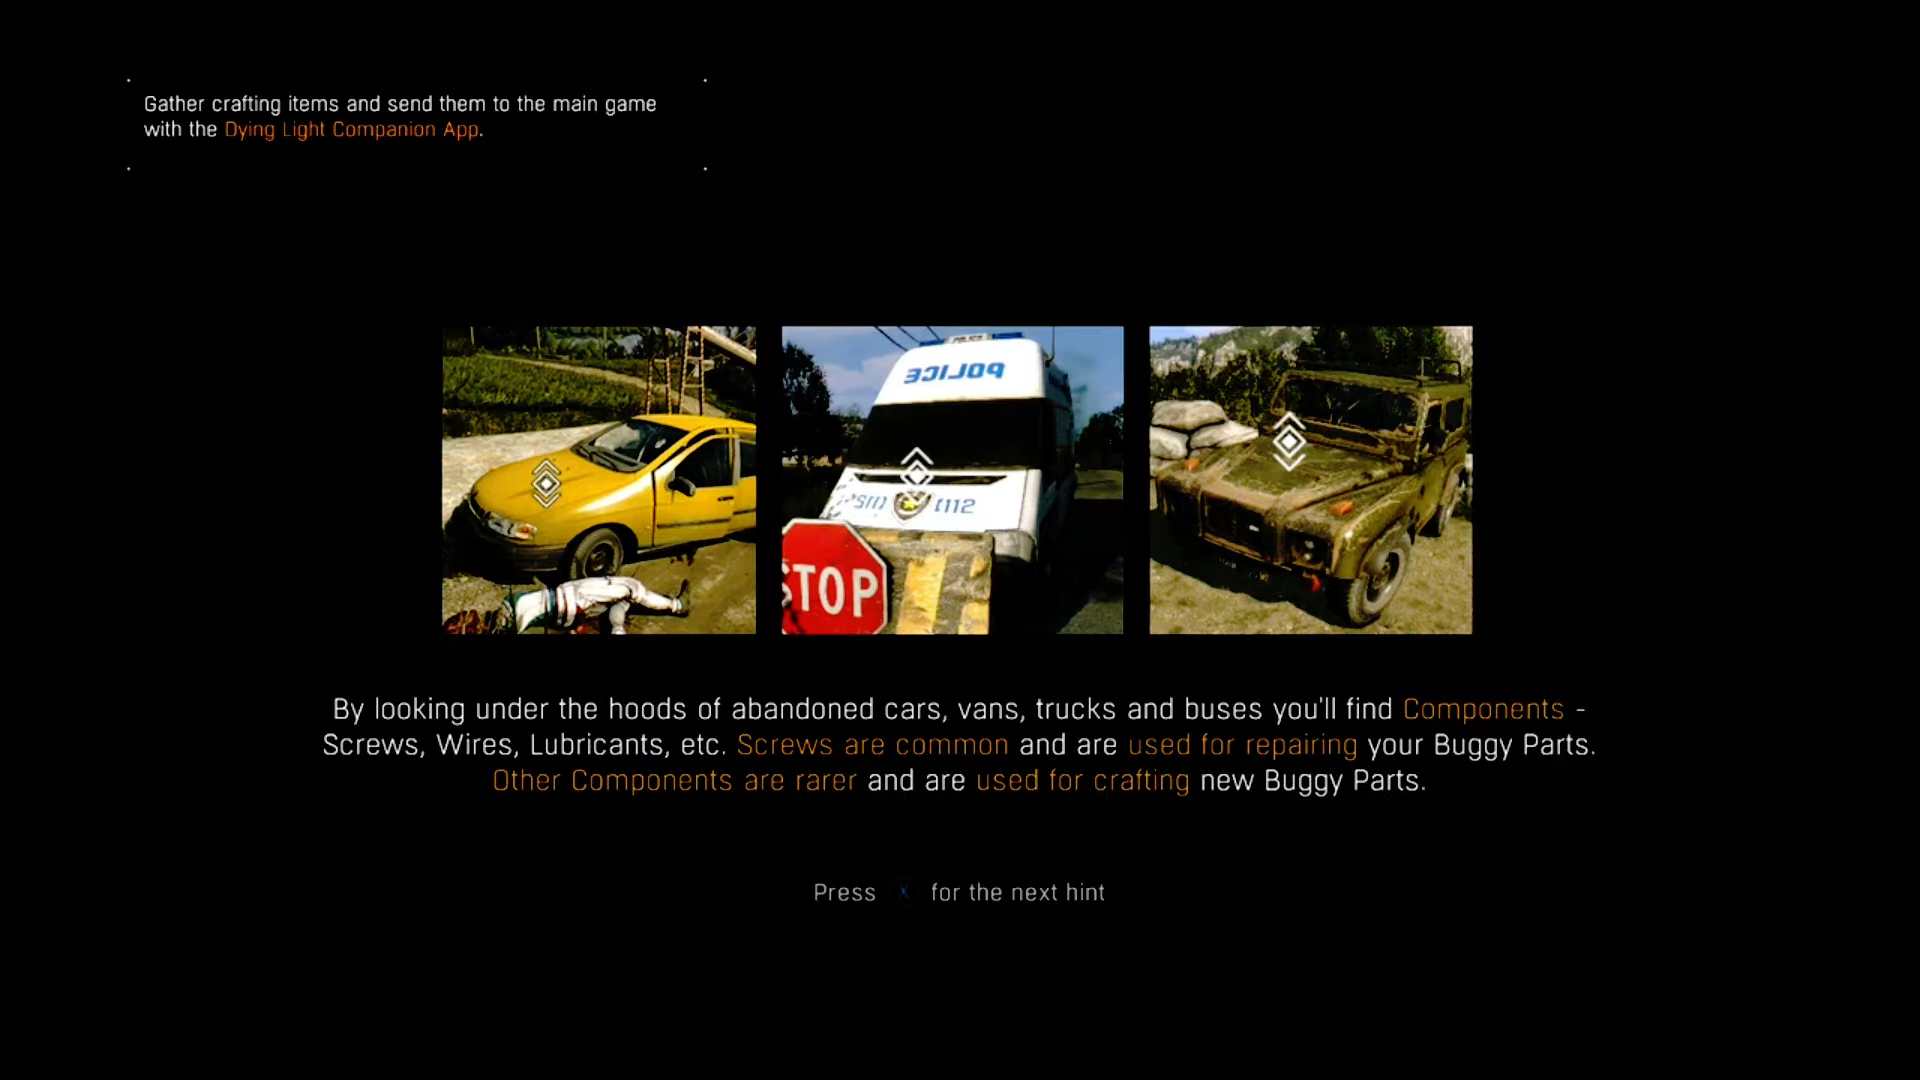 Gather crafting items and send them to the main game
with the Dying Light Companion App.
POLICE
112
STOP
By looking under the hoods of abandoned cars, vans, trucks and buses you'll find Components -
Screws, Wires, Lubricants, etc. Screws are common and are used for repairing your Buggy Parts.
Other Components are rarer and are used for crafting new Buggy Parts.
Press X for the next hint